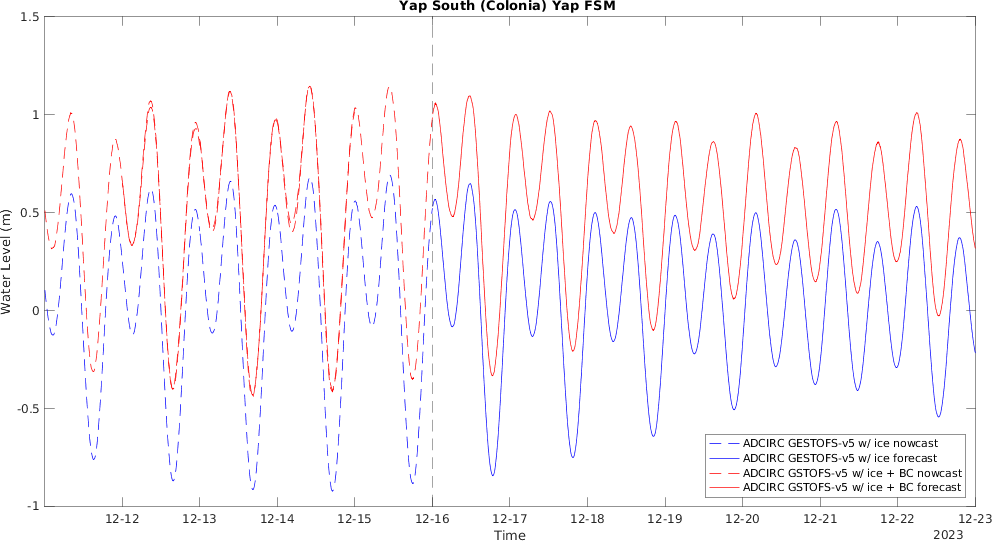 Yap South (Colonia) Yap FSM
Water Level (m)
1.5
1
0.5
0
-0.5
-1
ADCIRC GESTOFS-v5 w/ ice nowcast
ADCIRC GESTOFS-v5 w/ ice forecast
ADCIRC GSTOFS-v5 w/ ice + BC nowcast
ADCIRC GSTOFS-v5 w/ ice + BC forecast
12-12 12-13 12-14 12-15 12-16 12-17 12-18 12-19 12-20 12-21 12-22 12-23
Time
2023